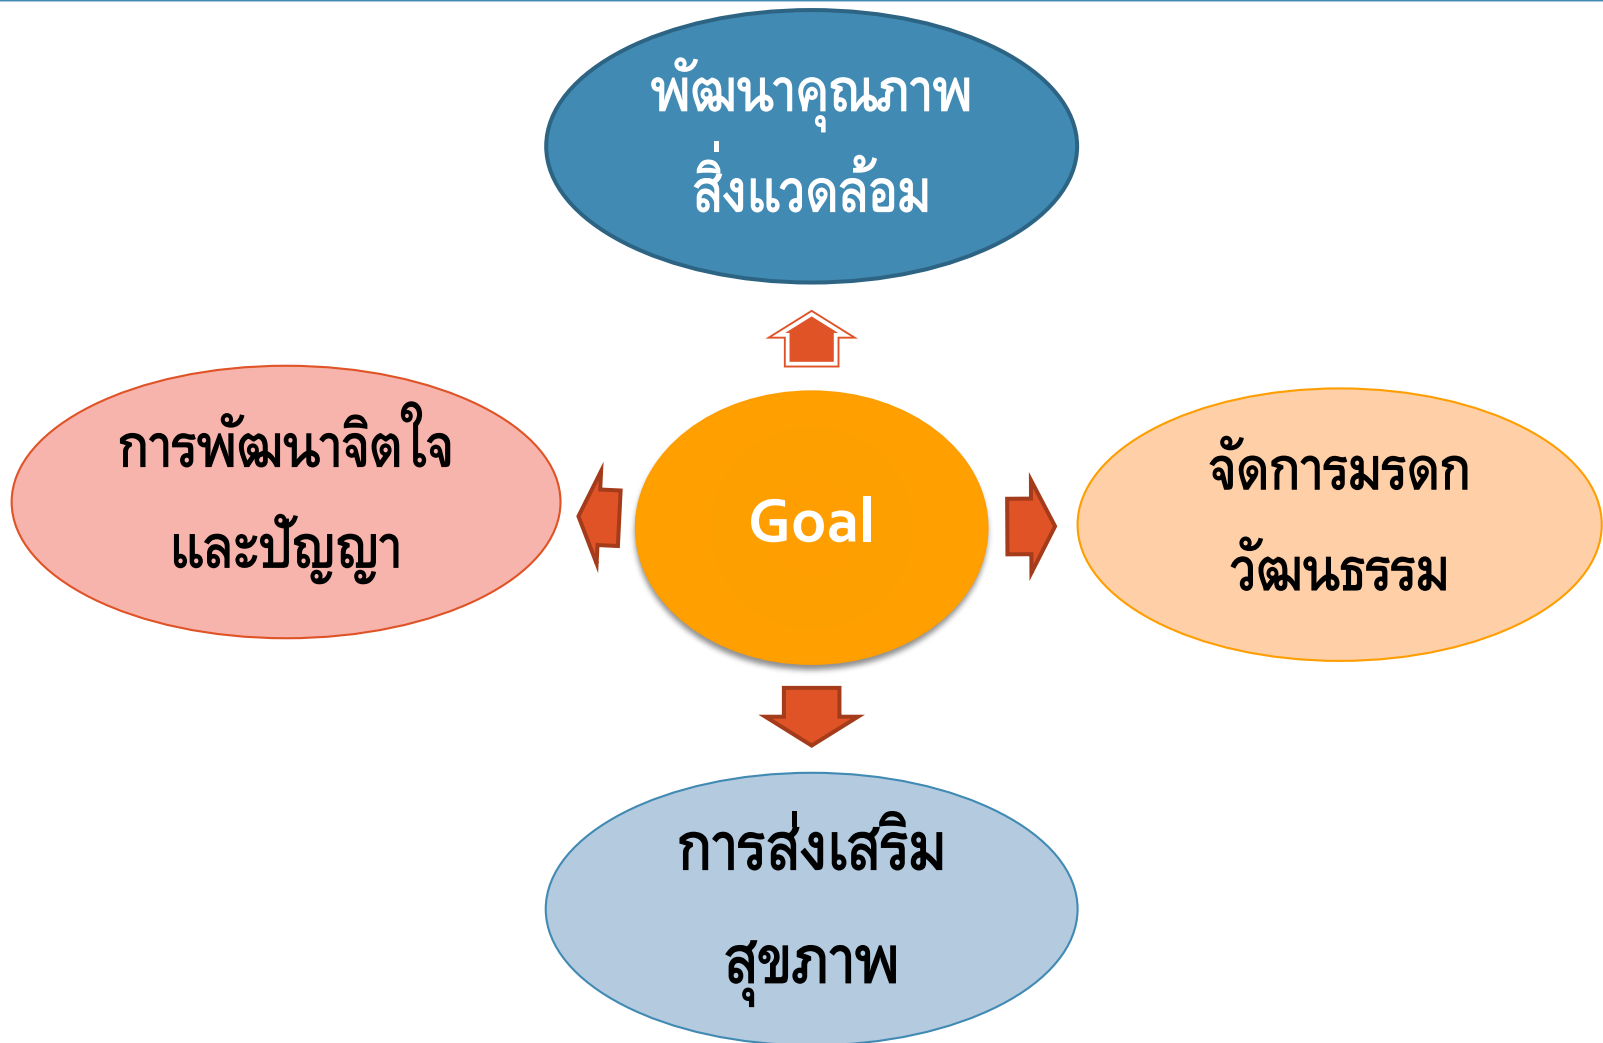 พัฒนาคุณภาพ
สิ่งแวดล้อม
การพัฒนาจิตใจ
และปัญญา
Goal
จัดการมรดก
วัฒนธรรม
การส่งเสริม
สุขภาพ